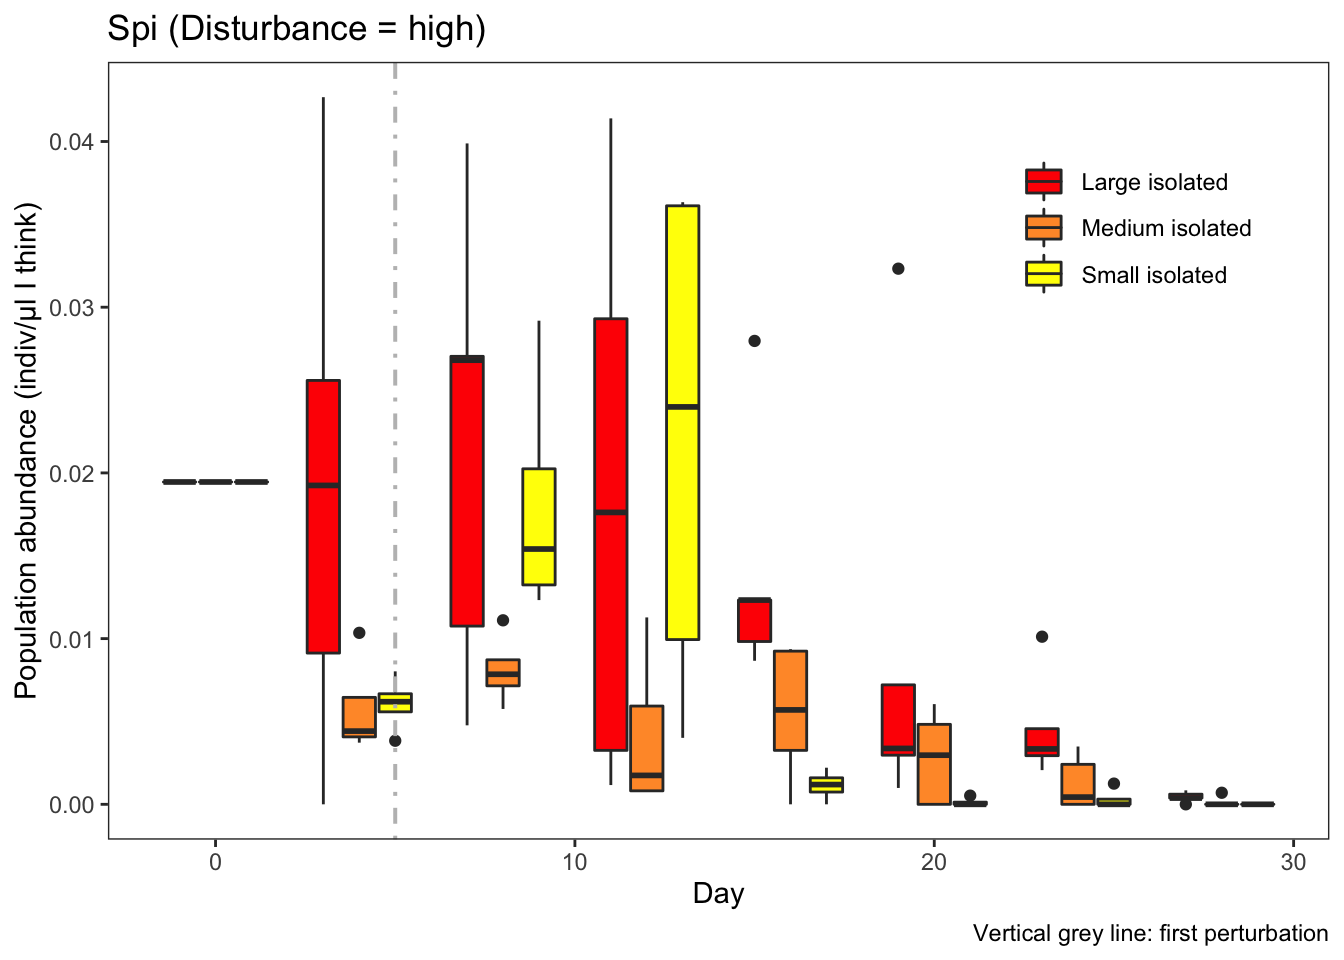 Spi (Disturbance = high)
Population abundance (indiv/µl I think)
0.04
0.03
0.02
0.01
0.00
Large isolated
Medium isolated
Small isolated
0
10
20
30
Day
Vertical grey line: first perturbation